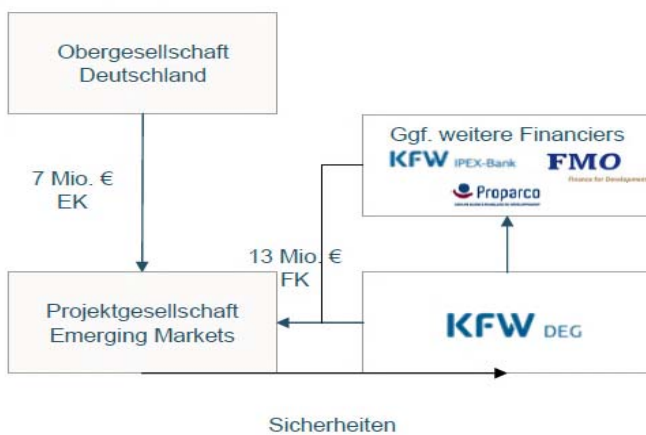 Obergesellschaft
Deutschland
Ggf. weitere Financiers
KFW IPEX-Bank
FMO
Finance for Development
Proparco
7 Mio. €
EK
13 Mio. €
FK
Projektgesellschaft
Emerging Markets
KFW DEG
Sicherheiten